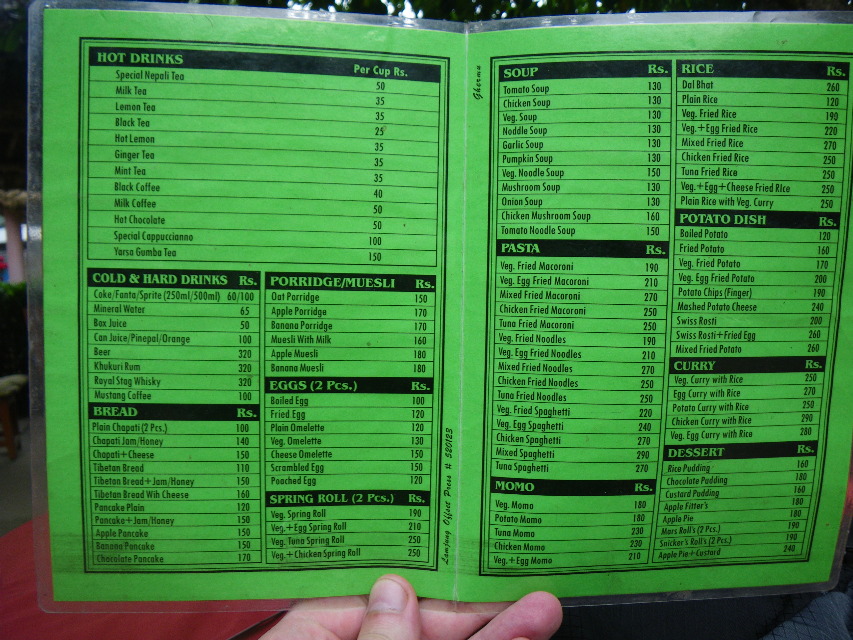 HOT DRINKS Per Cup Rs.
Special Nepali Tea 50
Milk Tea 35
Lemon Tea 35
Black Tea 25
Hot Lemon 35
Ginger Tea 35
Mint Tea 35
Black Coffee 40
Milk Coffee 50
Hot Chocolate 50
Special Cappuccianno 100
Yarsa Gumba Tea 150
COLD & HARD DRINKS Rs.
Coke/Fanta/Sprite (250ml/500ml) 60/100
Mineral Water 65
Box Juice 50
Can Juice/Pinepal/Orange 100
Beer 320
Khukuri Rum 320
Royal Stag Whisky 320
Mustang Coffee 100
BREAD Rs.
Plain Chapati (2 Pcs.) 100
Chapati Jam/Honey 140
Chapati+Cheese 150
Tibetan Bread 110
Tibetan Bread+Jam/Honey 150
Tibetan Bread Wih Cheese 160
Pancake Plain 120
Pancake+Jam/Honey 150
Apple Pancake 150
Banana Pancake 150
Chocolate Pancake 170
PORRIDGE/MUESLI Rs.
Oat Porridge 150
Apple Porridge 170
Banana Porridge 170
Muesli With Milk 160
Apple Muesli 180
Banana Muesli 180
EGGS (2 Pcs.) Rs.
Boiled Egg 100
Fried Egg 120
Plain Omelette 120
Veg. Omelette 130
Cheese Omelette 150
Scrambled Egg 150
Poached Egg 120
SPRING ROLL (2 Pcs.) Rs.
Veg. Spring Roll 190
Veg.+Egg Spring Roll 210
Veg. Tuna Spring Roll 250
Veg.+Chicken Spring Roll 250
Lamjung Offset Press # 520123
Ghermu
SOUP Rs.
Tomato Soup 130
Chicken Soup 130
Veg. Soup 130
Noddle Soup 130
Garlic Soup 130
Pumpkin Soup 130
Veg. Noodle Soup 150
Mushroom Soup 130
Onion Soup 130
Chicken Mushroom Soup 160
Tomato Noodle Soup 150
PASTA Rs.
Veg. Fried Macaroni 190
Veg. Egg Fried Macaroni 210
Mixed Fried Macaroni 270
Chicken Fried Macaroni 250
Tuna Fried Macaroni 250
Veg. Fried Noodles 190
Veg. Egg Fried Noodles 210
Mixed Fried Noodles 270
Chicken Fried Noodles 250
Tuna Fried Noodles 250
Veg. Fried Spaghetti 220
Veg. Egg Spaghetti 240
Chicken Spaghetti 270
Mixed Spaghetti 290
Tuna Spaghetti 270
MOMO Rs.
Veg. Momo 180
Potato Momo 180
Tuna Momo 230
Chicken Momo 230
Veg.+Egg Momo 210
RICE Rs.
Dal Bhat 260
Plain Rice 120
Veg. Fried Rice 190
Veg.+Egg Fried Rice 220
Mixed Fried Rice 270
Chicken Fried Rice 250
Tuna Fried Rice 250
Veg.+Egg+Cheese Fried Rice 250
Plain Rice with Veg. Curry 250
POTATO DISH Rs.
Boiled Potato 120
Fried Potato 160
Veg. Fried Potato 170
Veg. Egg Fried Potato 200
Potato Chips (Finger) 190
Mashed Potato Cheese 240
Swiss Rosti 200
Swiss Rosti+Fried Egg 260
Mixed Fried Potato 260
CURRY Rs.
Veg. Curry with Rice 250
Egg Curry with Rice 270
Potato Curry with Rice 250
Chicken Curry with Rice 290
Veg. Egg Curry with Rice 280
DESSERT Rs.
Rice Pudding 160
Chocolate Pudding 180
Custard Pudding 160
Apple Fitter's 180
Apple Pie 180
Mars Roll's (2 Pcs.) 190
Snicker's Roll's (2 Pcs.) 190
Apple Pie+Custard 240